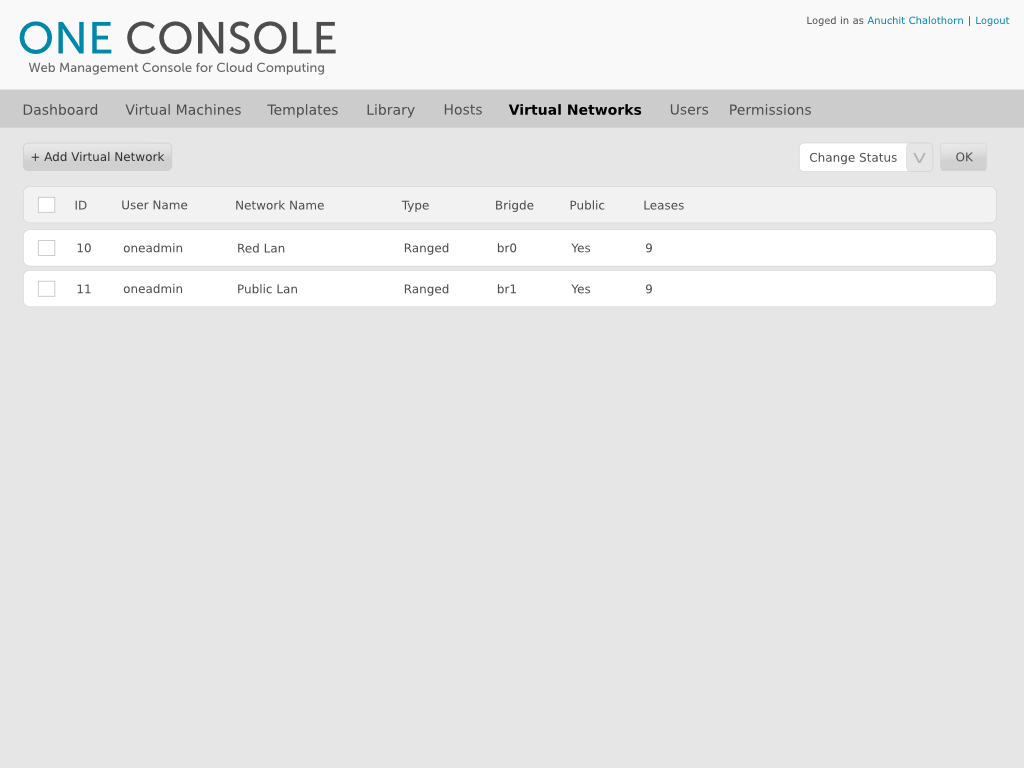 ONE CONSOLE
Web Management Console for Cloud Computing
Loged in as Anuchit Chalothorn | Logout
Dashboard Virtual Machines Templates Library Hosts Virtual Networks Users Permissions
+ Add Virtual Network Change Status V OK
ID User Name Network Name Type Brigde Public Leases
10 oneadmin Red Lan Ranged br0 Yes 9
11 oneadmin Public Lan Ranged br1 Yes 9